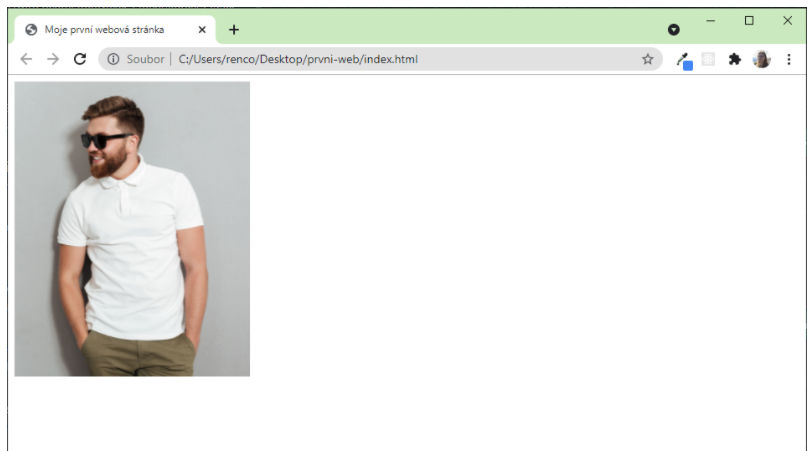 Moje první webová stránka
Soubor | C:/Users/renco/Desktop/prvni-web/index.html